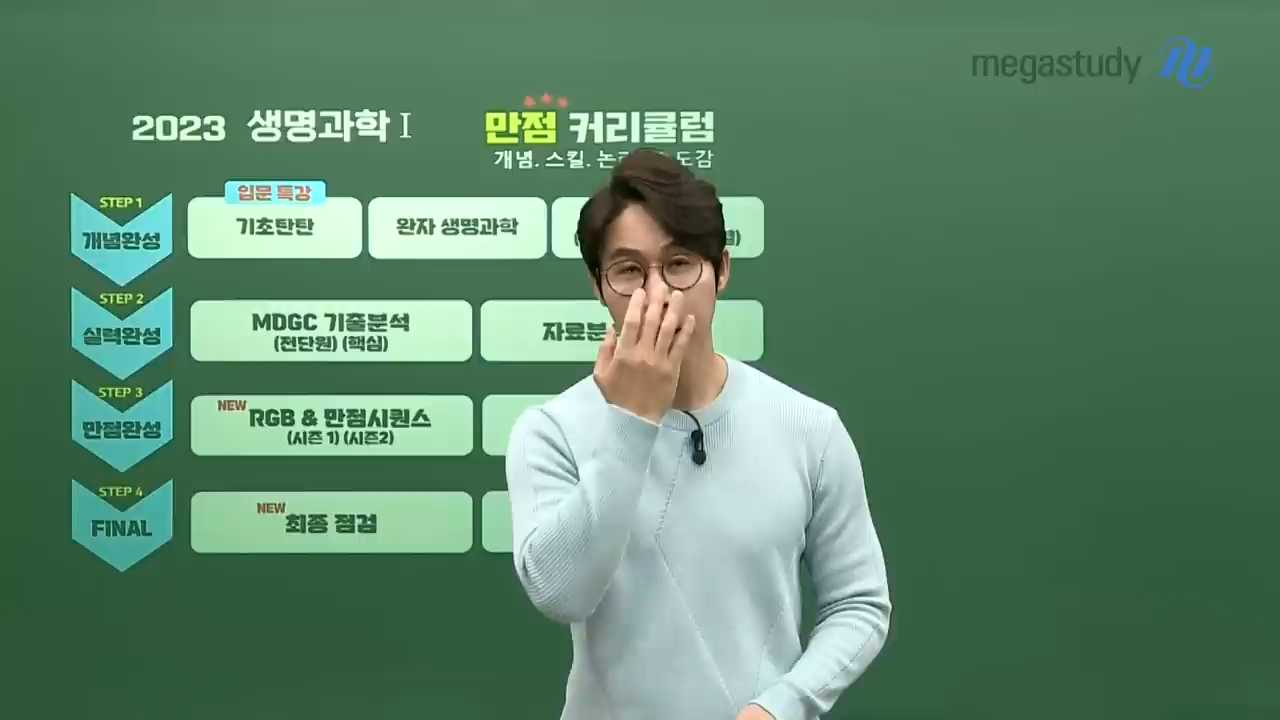 megastudy
2023 생명과학 I
만점 커리큘럼
개념. 스킬. 도감
STEP 1
개념완성
입문 특강
기초탄탄
완자 생명과학
STEP 2
실력완성
MDGC 기출분석
(전단원) (핵심)
자료분
STEP 3
만점완성
NEW
RGB & 만점시퀀스
(시즌 1) (시즌2)
STEP 4
FINAL
NEW
최종 점검